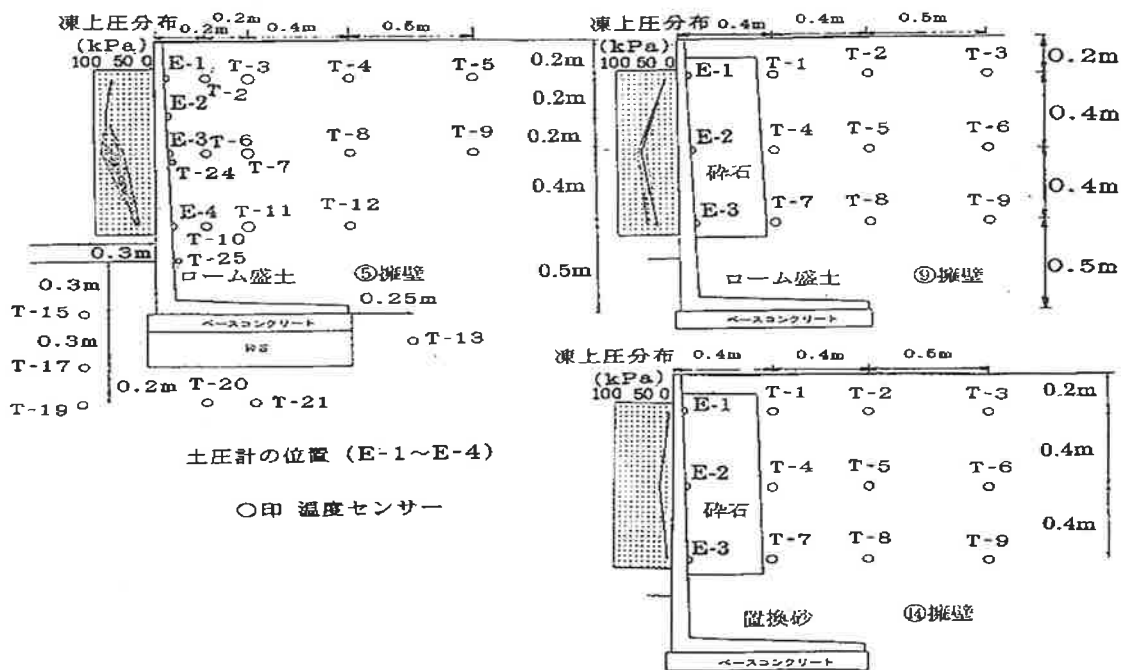 凍上圧分布
(kPa)
100 50 0
0.2m
0.2m 0.2m 0.4m 0.5m
E-1 T-3 T-4 T-5
T-2
E-2
E-3 T-6 T-8 T-9
T-24 T-7
E-4 T-11 T-12
T-10
T-25
0.2m
0.2m
0.2m
0.4m
0.5m
0.3m
ローム盛土 ⑤擁壁
0.3m 0.25m
T-15
ベースコンクリート
T-13
0.3m
T-17
0.2m T-20
T-19 T-21
土圧計の位置 (E-1~E-4)
○印 温度センサー
凍上圧分布 0.4m 0.4m 0.5m
(kPa)
100 50 0
E-1 T-1 T-2 T-3
E-2 T-4 T-5 T-6
砕石
E-3 T-7 T-8 T-9
ローム盛土 ⑨擁壁
ベースコンクリート
0.2m
0.4m
0.4m
0.5m
凍上圧分布 0.4m 0.4m 0.5m
(kPa)
100 50 0
E-1 T-1 T-2 T-3
E-2 T-4 T-5 T-6
砕石
E-3 T-7 T-8 T-9
0.2m
0.4m
0.4m
置換砂 ⑭擁壁
ベースコンクリート